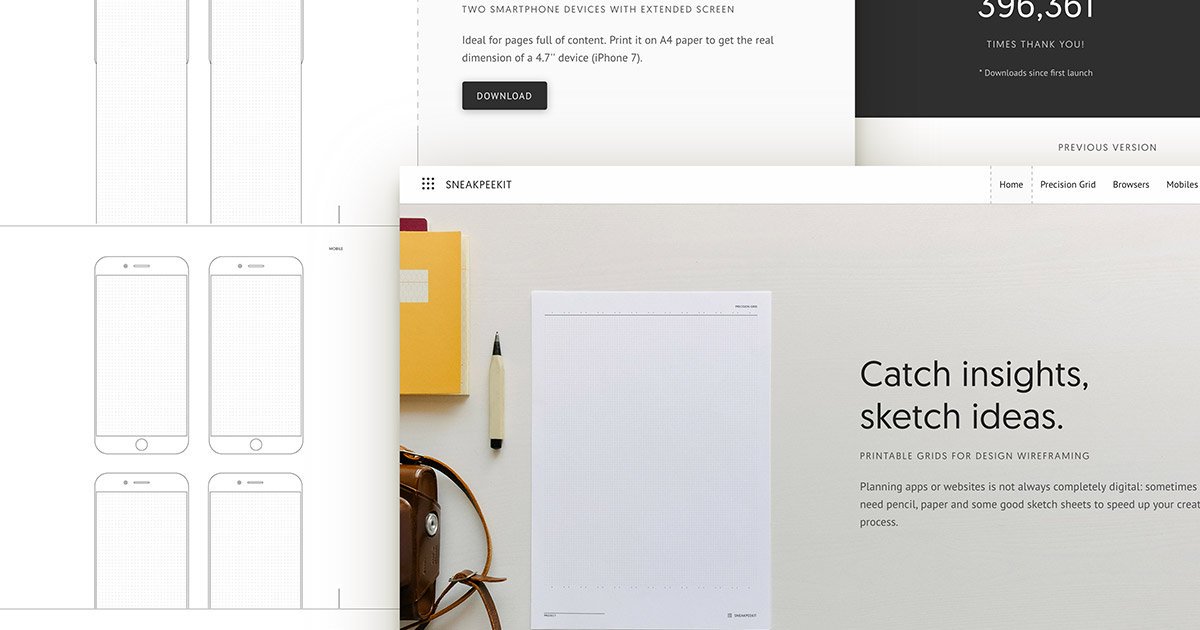 TWO SMARTPHONE DEVICES WITH EXTENDED SCREEN
Ideal for pages full of content. Print it on A4 paper to get the real
dimension of a 4.7'' device (iPhone 7).
DOWNLOAD
396,361
TIMES THANK YOU!
* Downloads since first launch
PREVIOUS VERSION
MOBILE
SNEAKPEEKIT
Home
Precision Grid
Browsers
Mobiles
PRECISION GRID
Catch insights,
sketch ideas.
PRINTABLE GRIDS FOR DESIGN WIREFRAMING
Planning apps or websites is not always completely digital: sometimes
need pencil, paper and some good sketch sheets to speed up your creat
process.
PROJECT
SNEAKPEEKIT